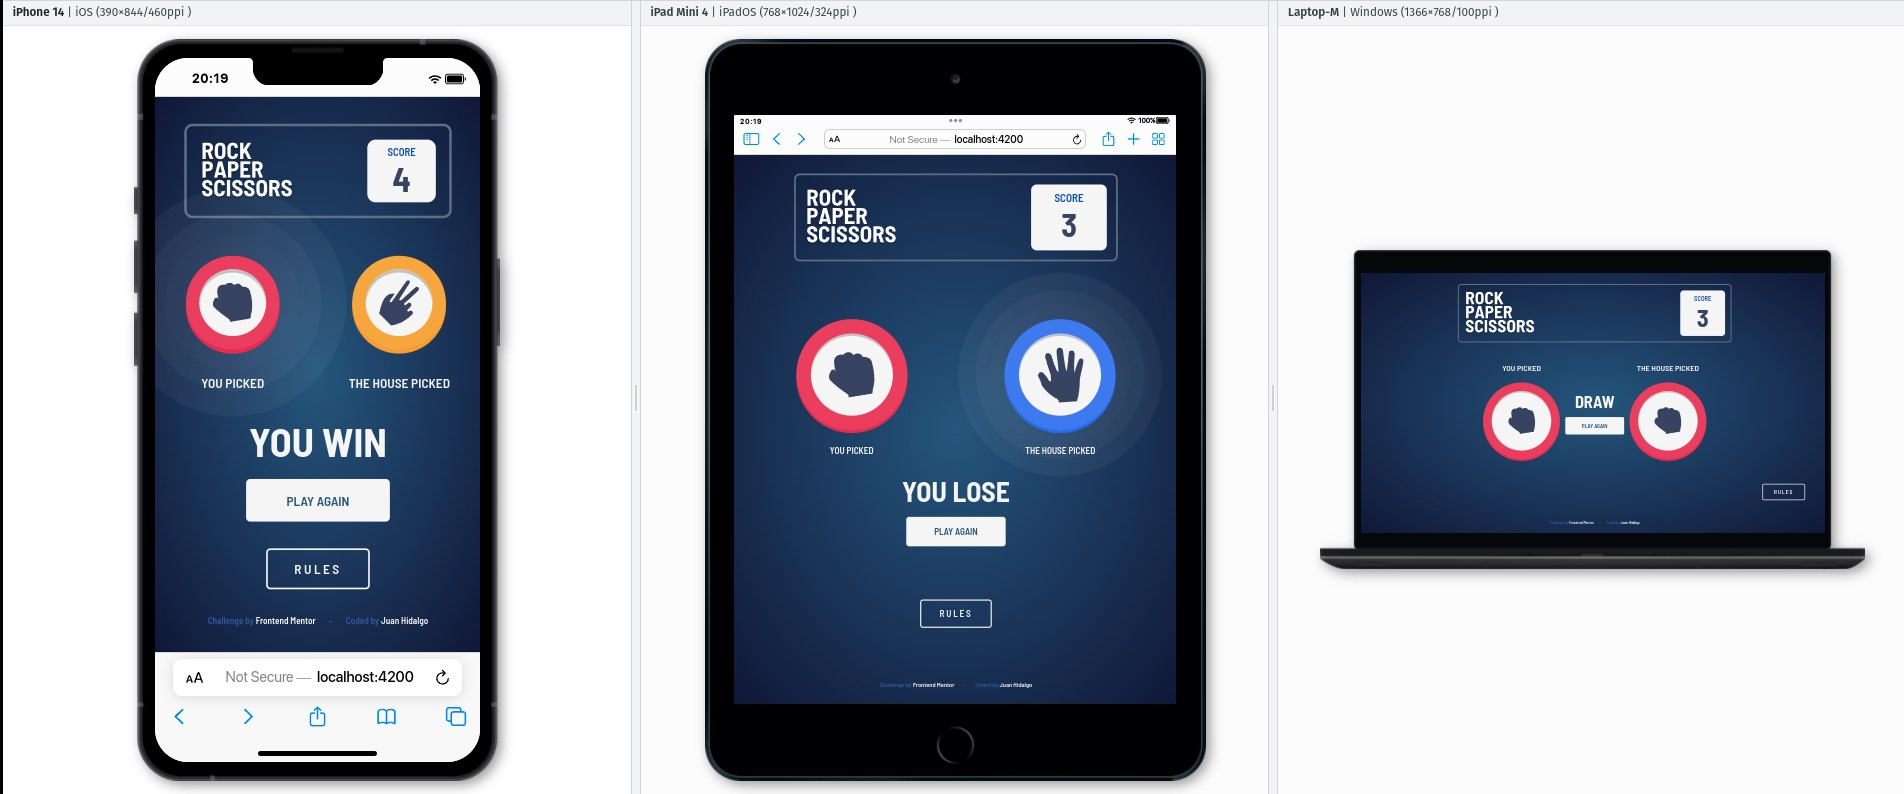 iPhone 14 | iOS (390×844/460ppi )
20:19
ROCK
PAPER
SCISSORS
SCORE
4
YOU PICKED
THE HOUSE PICKED
YOU WIN
PLAY AGAIN
RULES
Challenge by Frontend Mentor - Coded by Juan Hidalgo
AA Not Secure — localhost:4200
iPad Mini 4 | iPadOS (768×1024/324ppi )
20:19
100%
AA Not Secure — localhost:4200
ROCK
PAPER
SCISSORS
SCORE
3
YOU PICKED
THE HOUSE PICKED
YOU LOSE
PLAY AGAIN
RULES
Challenge by Frontend Mentor - Coded by Juan Hidalgo
Laptop-M | Windows (1366×768/100ppi )
ROCK
PAPER
SCISSORS
SCORE
3
YOU PICKED
THE HOUSE PICKED
DRAW
PLAY AGAIN
RULES
Challenge by Frontend Mentor Coded by Juan Hidalgo